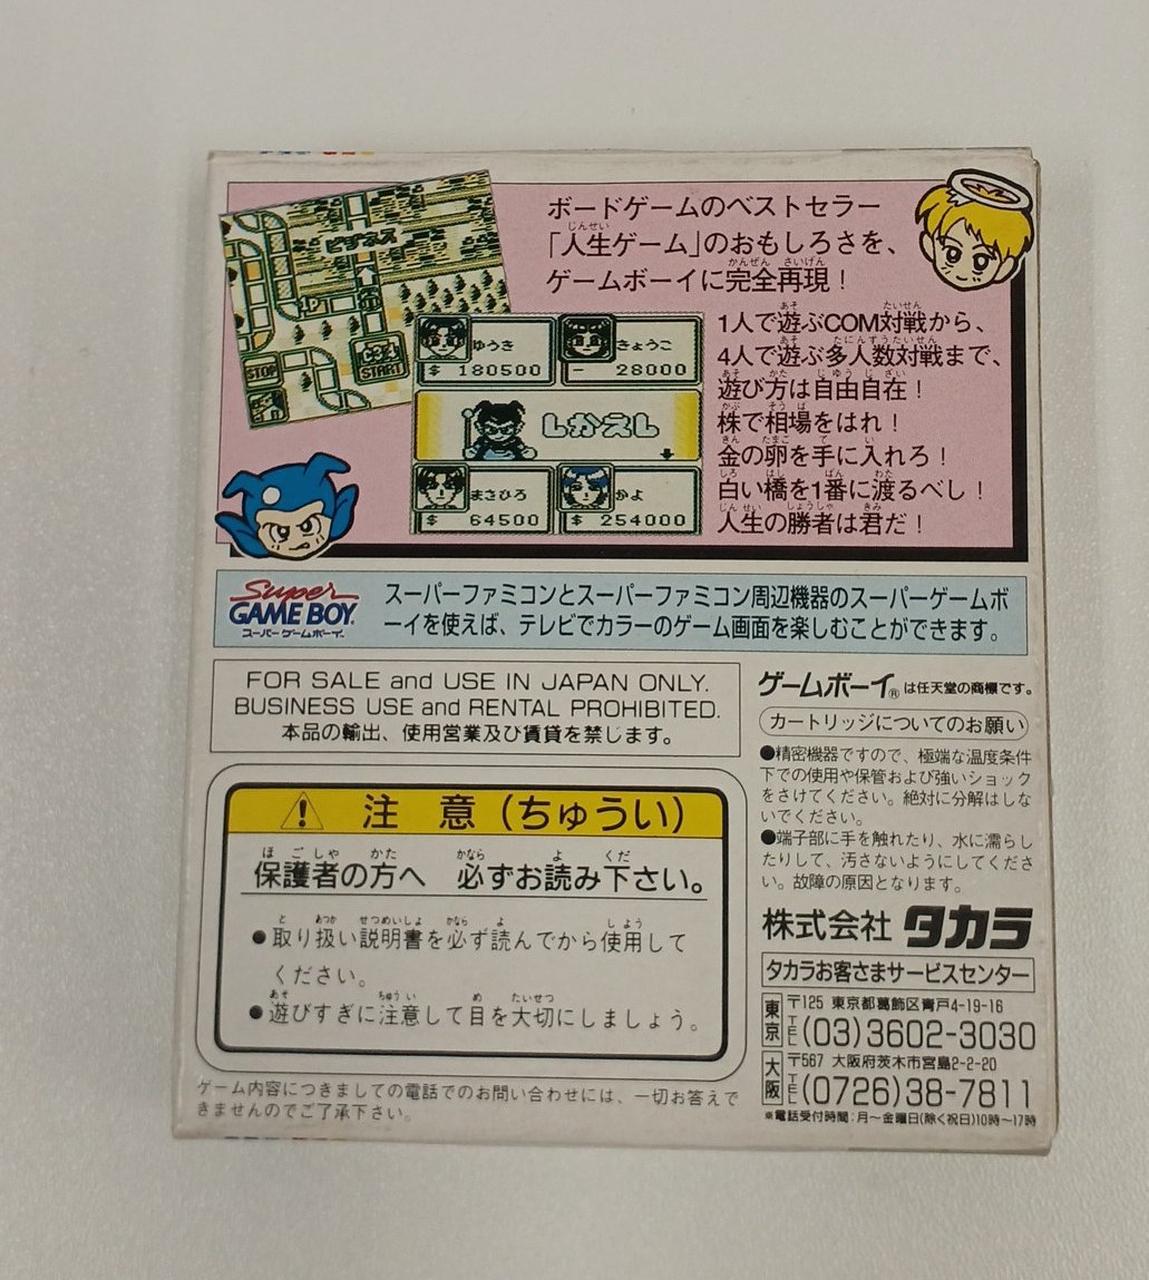 ボードゲームのベストセラー
「人生ゲーム」のおもしろさを、
ゲームボーイに完全再現！
1人で遊ぶCOM対戦から、
4人で遊ぶ多人数対戦まで、
遊び方は自由自在！
株で相場をはれ！
金の卵を手に入れろ！
白い橋を1番に渡るべし！
人生の勝者は君だ！
ビジネス
STOP
START
ゆうき
$ 180500
きょうこ
- 28000
しかえし
まさひろ
$ 64500
かよ
$ 254000
Super
GAME BOY
スーパーゲームボーイ
スーパーファミコンとスーパーファミコン周辺機器のスーパーゲームボ
ーイを使えば、テレビでカラーのゲーム画面を楽しむことができます。
FOR SALE and USE IN JAPAN ONLY.
BUSINESS USE and RENTAL PROHIBITED.
本品の輸出、使用営業及び賃貸を禁じます。
注 意（ちゅうい）
保護者の方へ 必ずお読み下さい。
●取り扱い説明書を必ず読んでから使用して
ください。
●遊びすぎに注意して目を大切にしましょう。
ゲーム内容につきましての電話でのお問い合わせには、一切お答えで
きませんのでご了承下さい。
ゲームボーイ®は任天堂の商標です。
カートリッジについてのお願い
●精密機器ですので、極端な温度条件
下での使用や保管および強いショック
をさけてください。絶対に分解はしな
いでください。
●端子部に手を触れたり、水に濡らし
たりして、汚さないようにしてくださ
い。故障の原因となります。
株式会社 タカラ
タカラお客さまサービスセンター
東京 〒125 東京都葛飾区青戸4-19-16
TEL(03)3602-3030
大阪 〒567 大阪府茨木市宮島2-2-20
TEL(0726)38-7811
※電話受付時間：月〜金曜日(除く祝日)10時〜17時